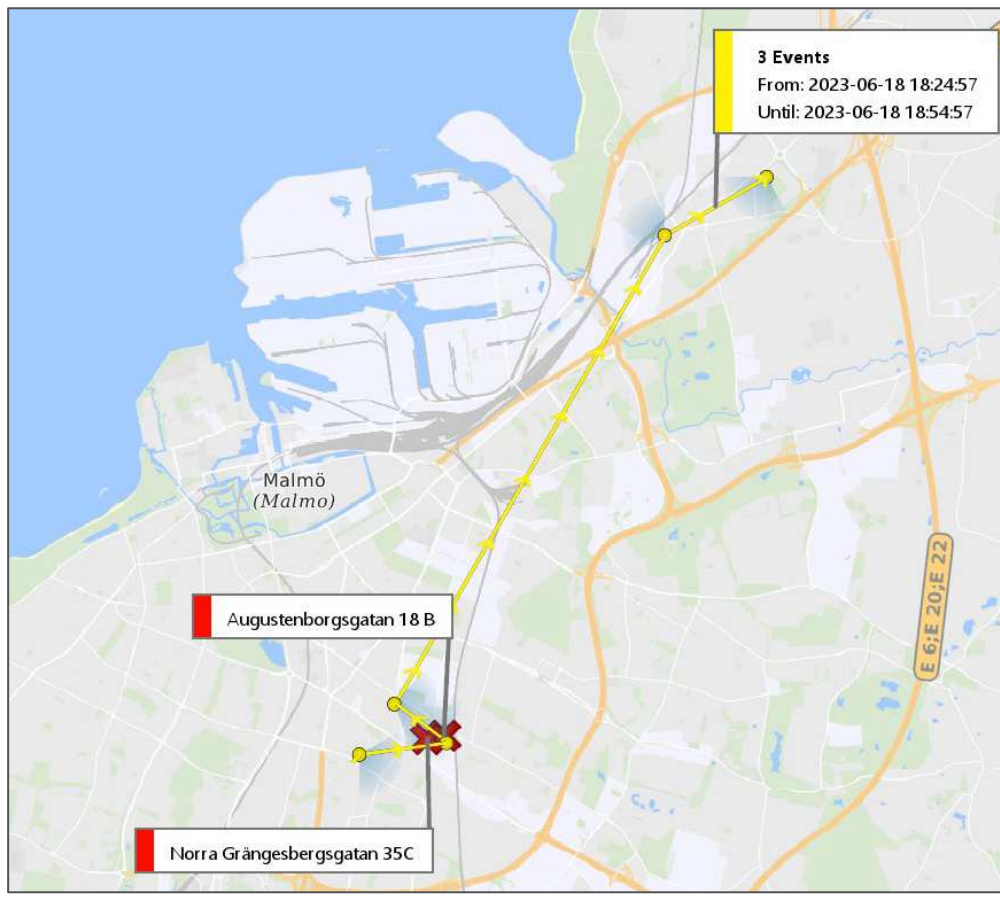 3 Events
From: 2023-06-18 18:24:57
Until: 2023-06-18 18:54:57
Malmö
(Malmo)
E 6;E 20;E 22
Augustenborgsgatan 18 B
Norra Grängesbergsgatan 35C